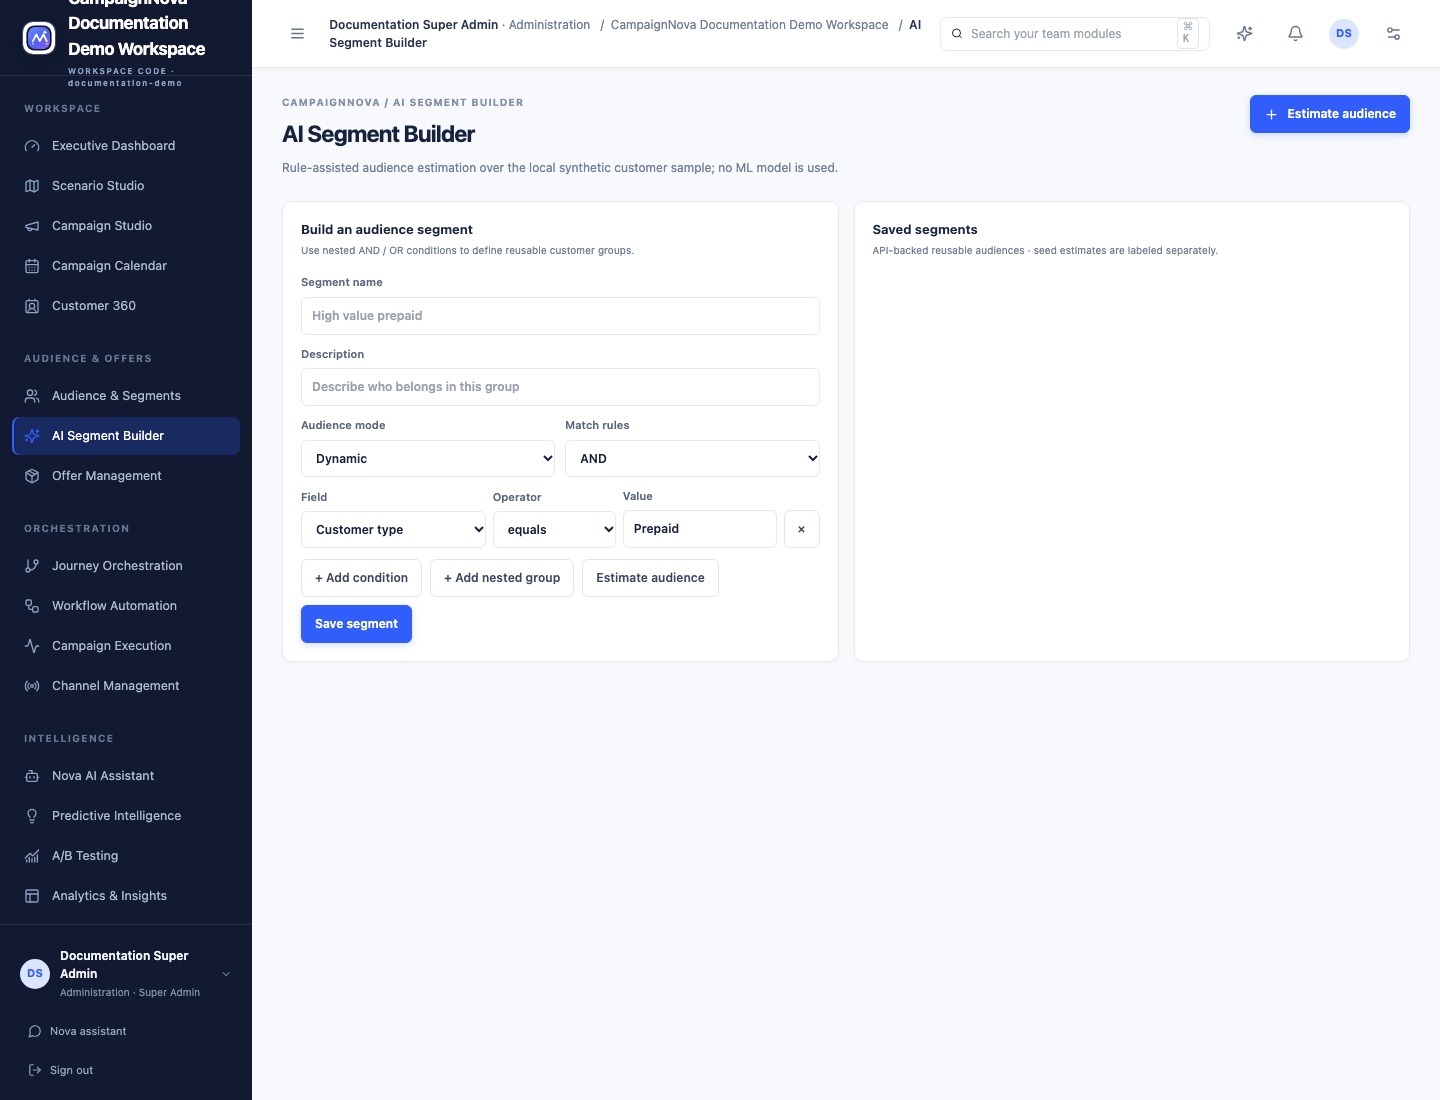 CampaignNova
Documentation
Demo Workspace
WORKSPACE CODE ·
documentation-demo
WORKSPACE
Executive Dashboard
Scenario Studio
Campaign Studio
Campaign Calendar
Customer 360
AUDIENCE & OFFERS
Audience & Segments
AI Segment Builder
Offer Management
ORCHESTRATION
Journey Orchestration
Workflow Automation
Campaign Execution
Channel Management
INTELLIGENCE
Nova AI Assistant
Predictive Intelligence
A/B Testing
Analytics & Insights
DS
Documentation Super
Admin
Administration · Super Admin
Nova assistant
Sign out
Documentation Super Admin · Administration / CampaignNova Documentation Demo Workspace / AI
Segment Builder
Search your team modules
⌘
K
DS
CAMPAIGNNOVA / AI SEGMENT BUILDER
AI Segment Builder
Rule-assisted audience estimation over the local synthetic customer sample; no ML model is used.
+ Estimate audience
Build an audience segment
Use nested AND / OR conditions to define reusable customer groups.
Segment name
High value prepaid
Description
Describe who belongs in this group
Audience mode Match rules
Dynamic AND
Field Operator Value
Customer type equals Prepaid ×
+ Add condition + Add nested group Estimate audience
Save segment
Saved segments
API-backed reusable audiences · seed estimates are labeled separately.